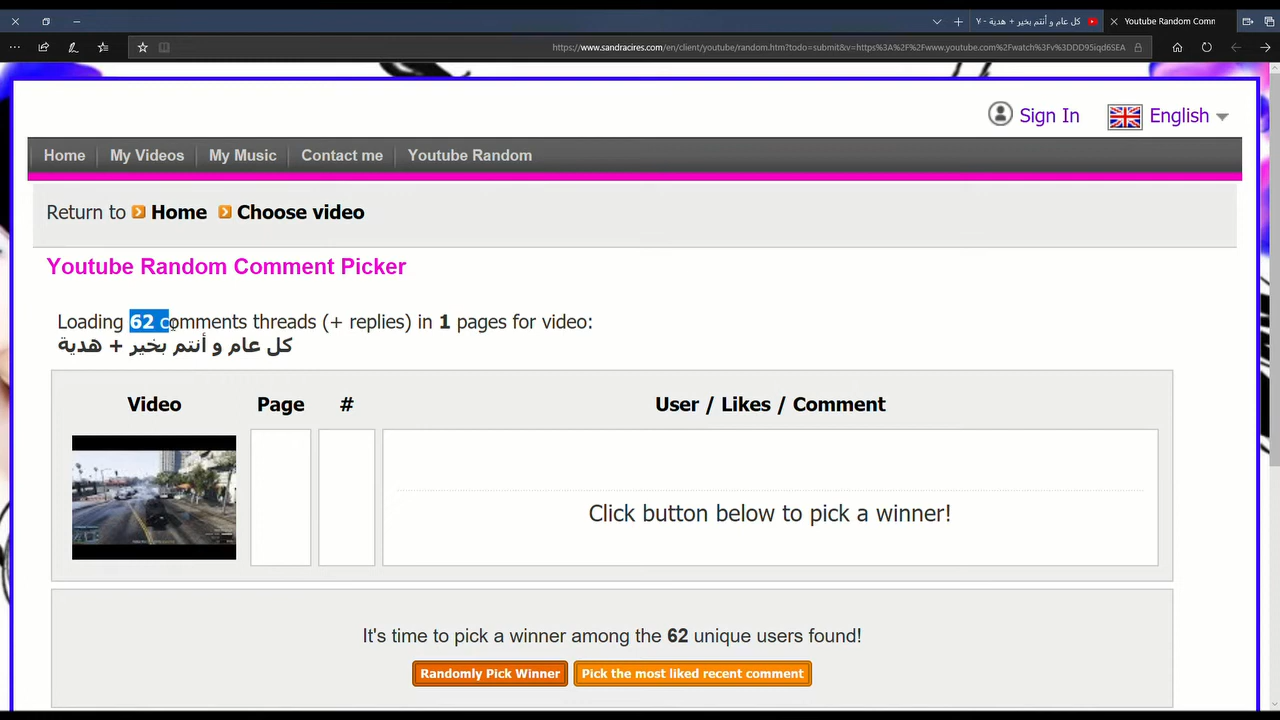 كل عام و أنتم بخير + هدية - Y
Youtube Random Comm
https://www.sandracires.com/en/client/youtube/random.htm?todo=submit&v=https%3A%2F%2Fwww.youtube.com%2Fwatch%3Fv%3DDD95iqd6SEA
Sign In
English
Home
My Videos
My Music
Contact me
Youtube Random
Return to Home Choose video
Youtube Random Comment Picker
Loading 62 comments threads (+ replies) in 1 pages for video:
كل عام و أنتم بخير + هدية
Video
Page
#
User / Likes / Comment
Click button below to pick a winner!
It's time to pick a winner among the 62 unique users found!
Randomly Pick Winner
Pick the most liked recent comment